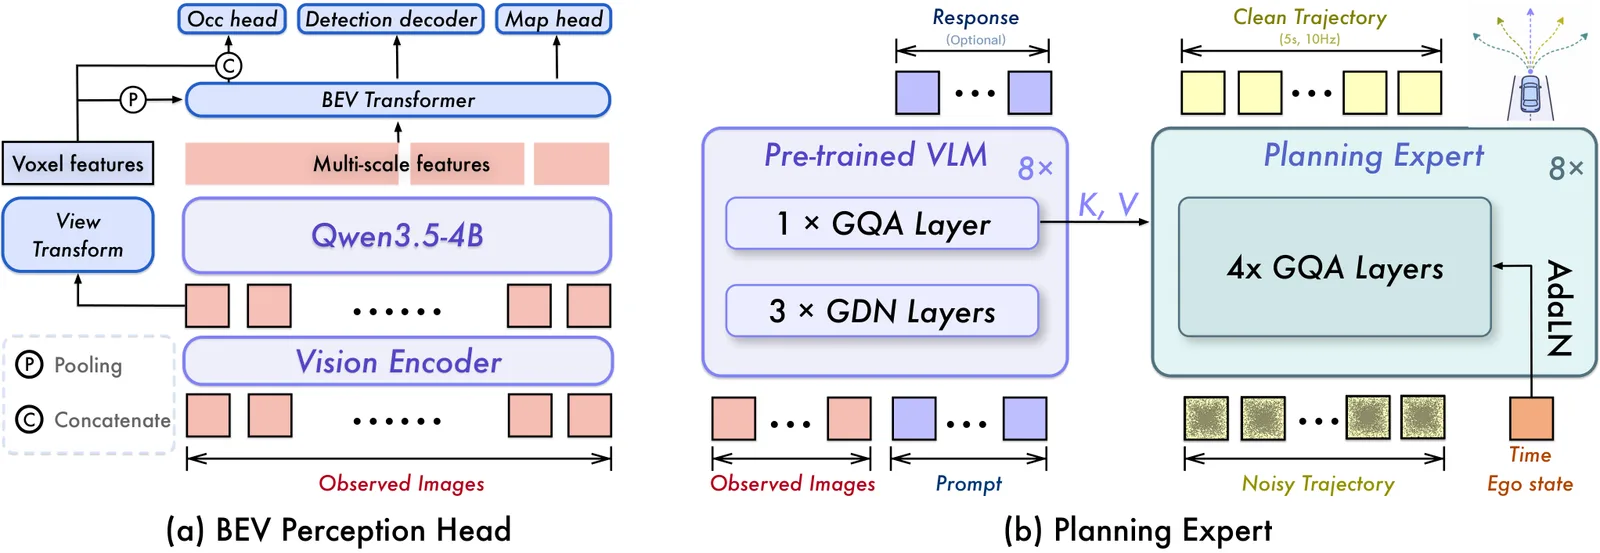 Occ head
Detection decoder
Map head
C
P
BEV Transformer
Voxel features
Multi-scale features
View
Transform
Qwen3.5-4B
Vision Encoder
P Pooling
C Concatenate
Observed Images
(a) BEV Perception Head
Response
(Optional)
Clean Trajectory
(5s, 10Hz)
Pre-trained VLM
8×
1 × GQA Layer
3 × GDN Layers
K, V
Planning Expert
8×
4x GQA Layers
AdaLN
Observed Images
Prompt
Noisy Trajectory
Time
Ego state
(b) Planning Expert